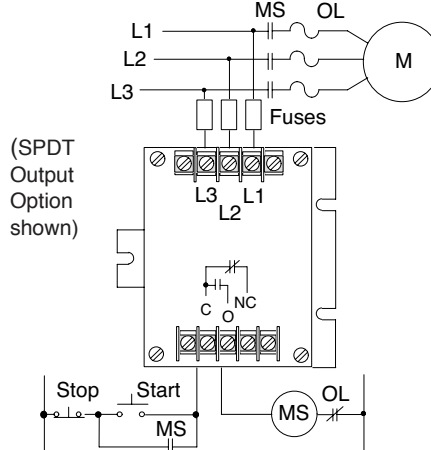 MS OL
L1
L2
M
L3
Fuses
(SPDT
Output
Option
shown)
L3 L1
L2
C O NC
Stop Start
MS
MS
OL